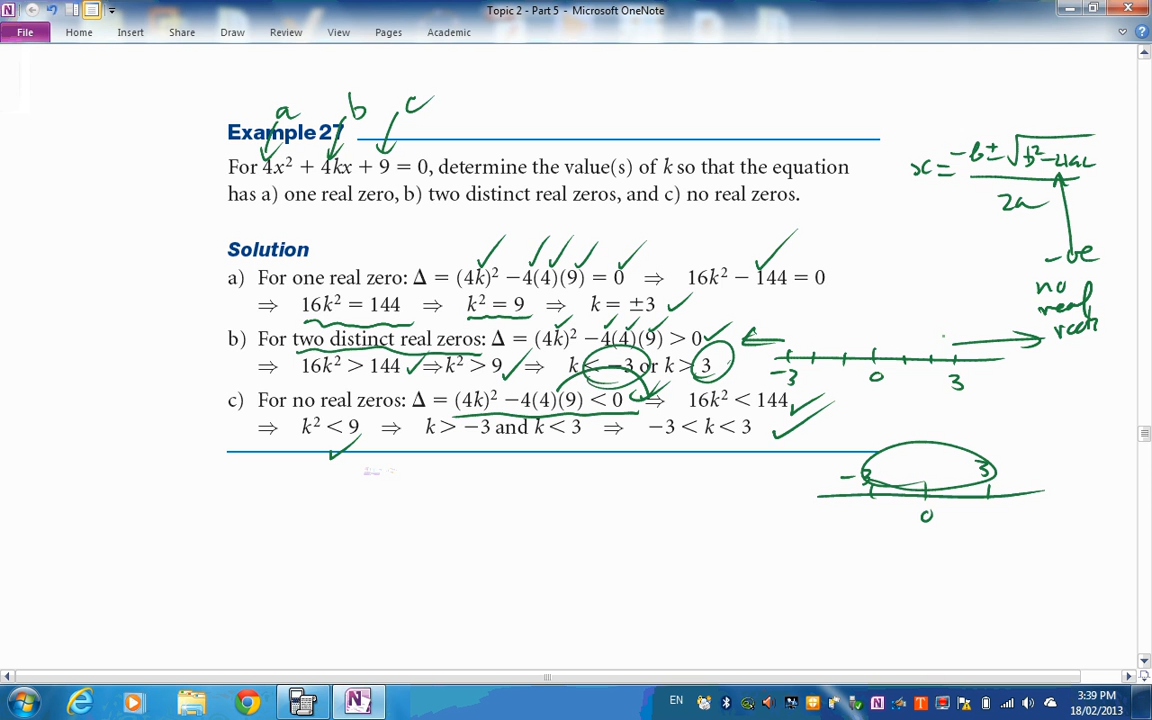 Topic 2 - Part 5 - Microsoft OneNote
File Home Insert Share Draw Review View Pages Academic
a b c
Example 27
For 4x² + 4kx + 9 = 0, determine the value(s) of k so that the equation
has a) one real zero, b) two distinct real zeros, and c) no real zeros.
x = -b ± √b² - 4ac
2a
-ve
no
real
Solution
a) For one real zero: Δ = (4k)² − 4(4)(9) = 0 ⇒ 16k² − 144 = 0
⇒ 16k² = 144 ⇒ k² = 9 ⇒ k = ±3
b) For two distinct real zeros: Δ = (4k)² − 4(4)(9) > 0
⇒ 16k² > 144 ⇒ k² > 9 ⇒ k < −3 or k > 3
-3 0 3
c) For no real zeros: Δ = (4k)² − 4(4)(9) < 0 ⇒ 16k² < 144
⇒ k² < 9 ⇒ k > −3 and k < 3 ⇒ −3 < k < 3
-3 3
0
EN
3:39 PM
18/02/2013